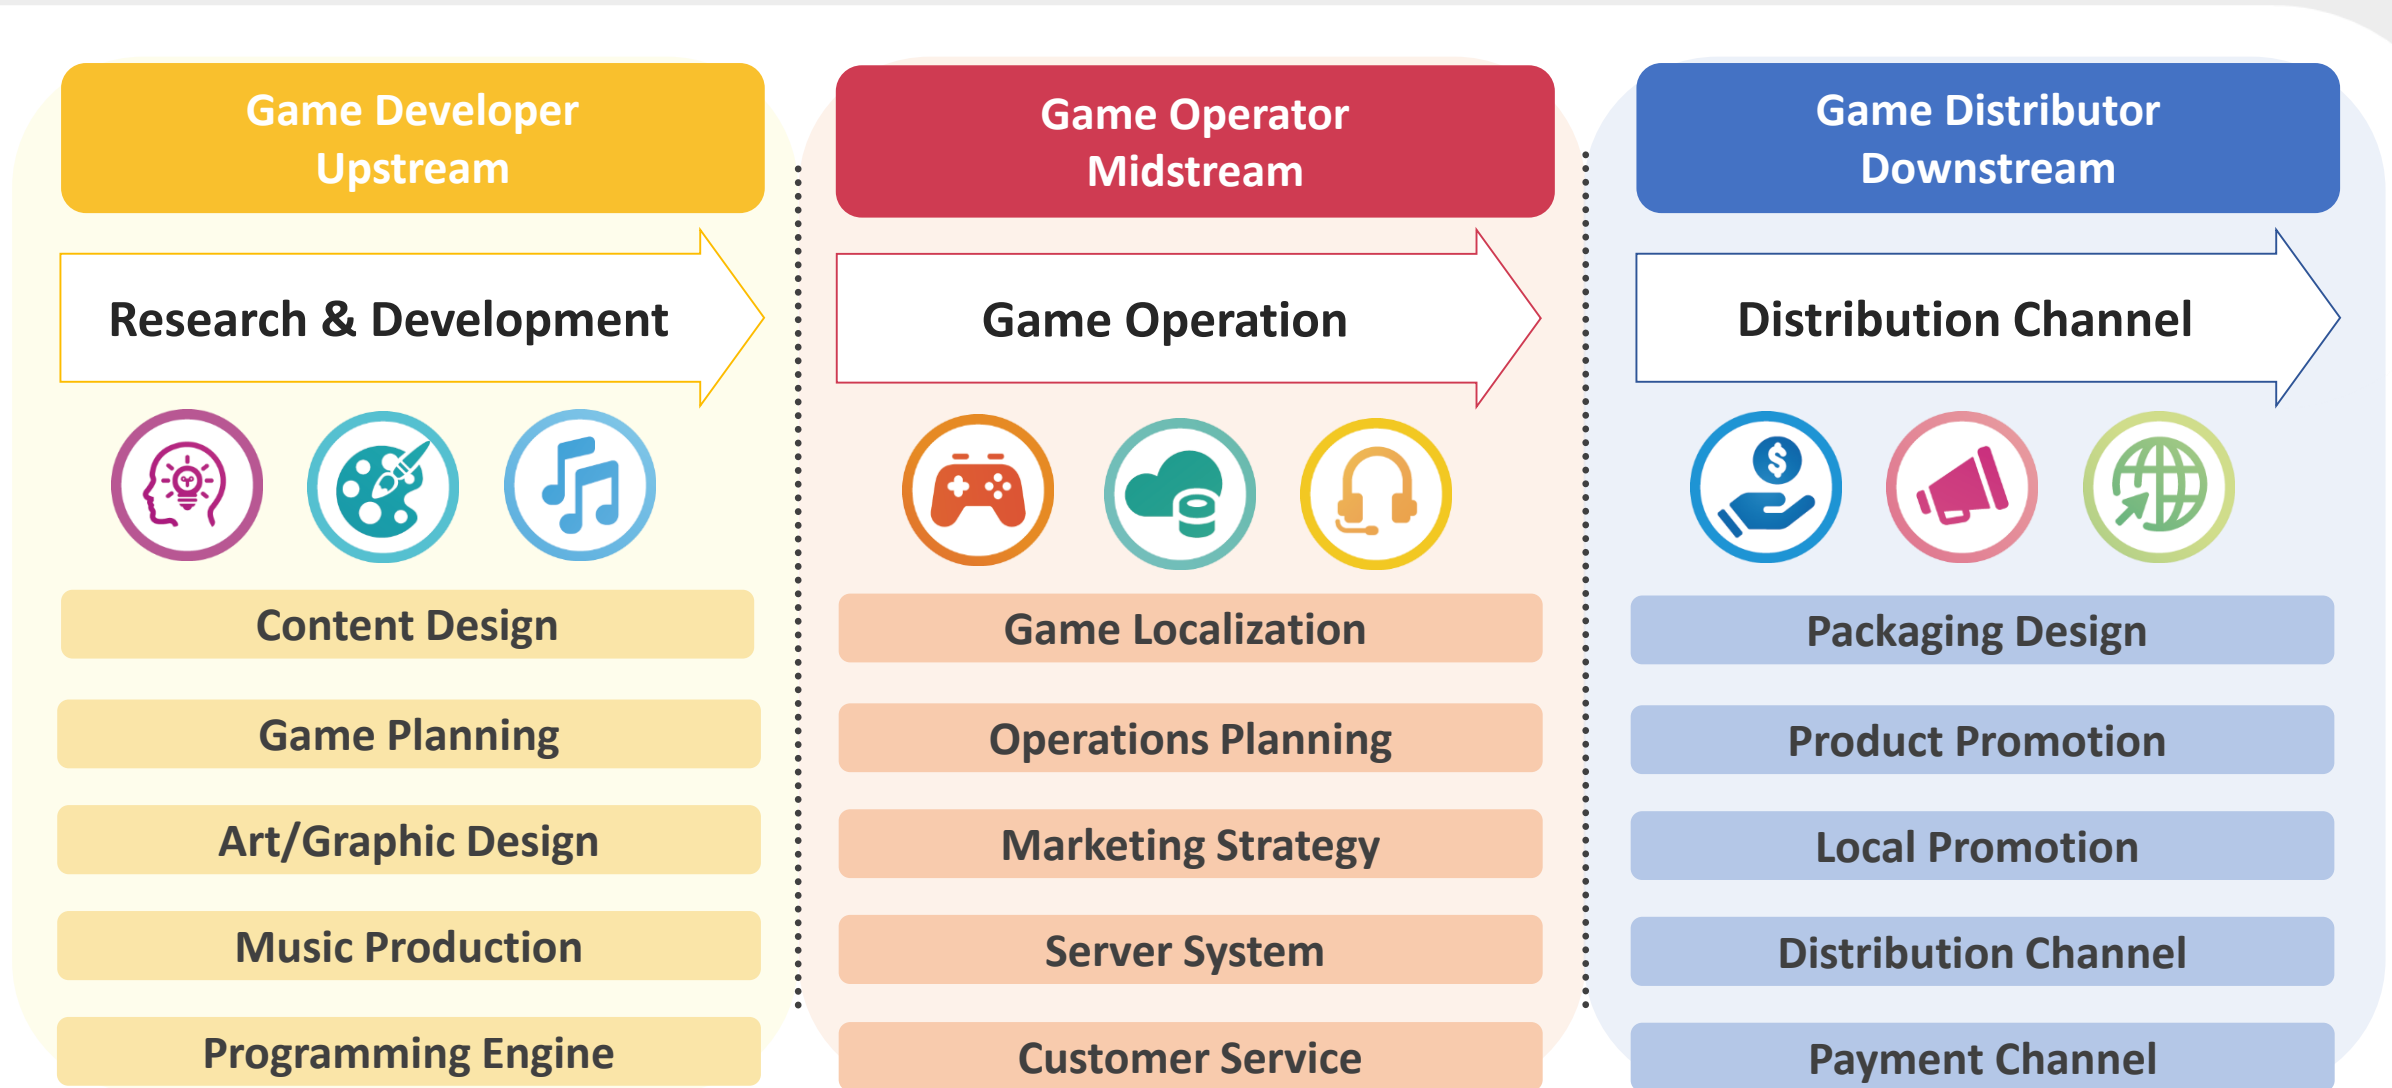 Game Developer
Upstream
Research & Development
Content Design
Game Planning
Art/Graphic Design
Music Production
Programming Engine
Game Operator
Midstream
Game Operation
Game Localization
Operations Planning
Marketing Strategy
Server System
Customer Service
Game Distributor
Downstream
Distribution Channel
$
Packaging Design
Product Promotion
Local Promotion
Distribution Channel
Payment Channel